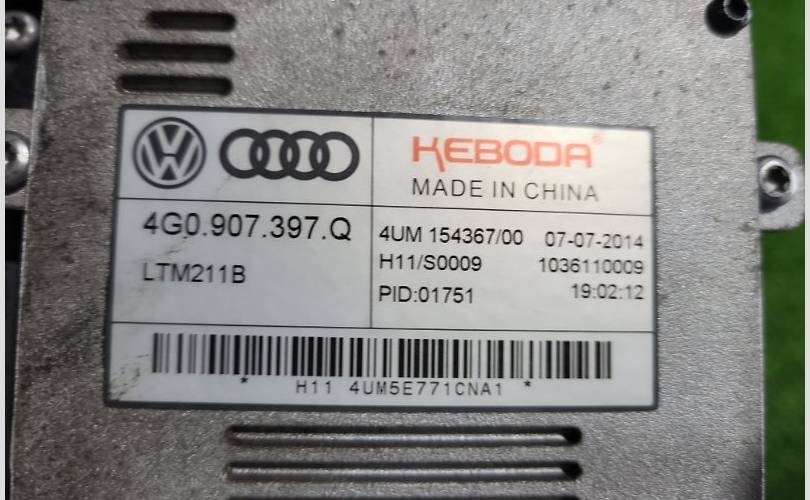 KEBODA®
MADE IN CHINA
4G0.907.397.Q
LTM211B
4UM 154367/00 07-07-2014
H11/S0009 1036110009
PID:01751 19:02:12
* H11 4UM5E771CNA1 *